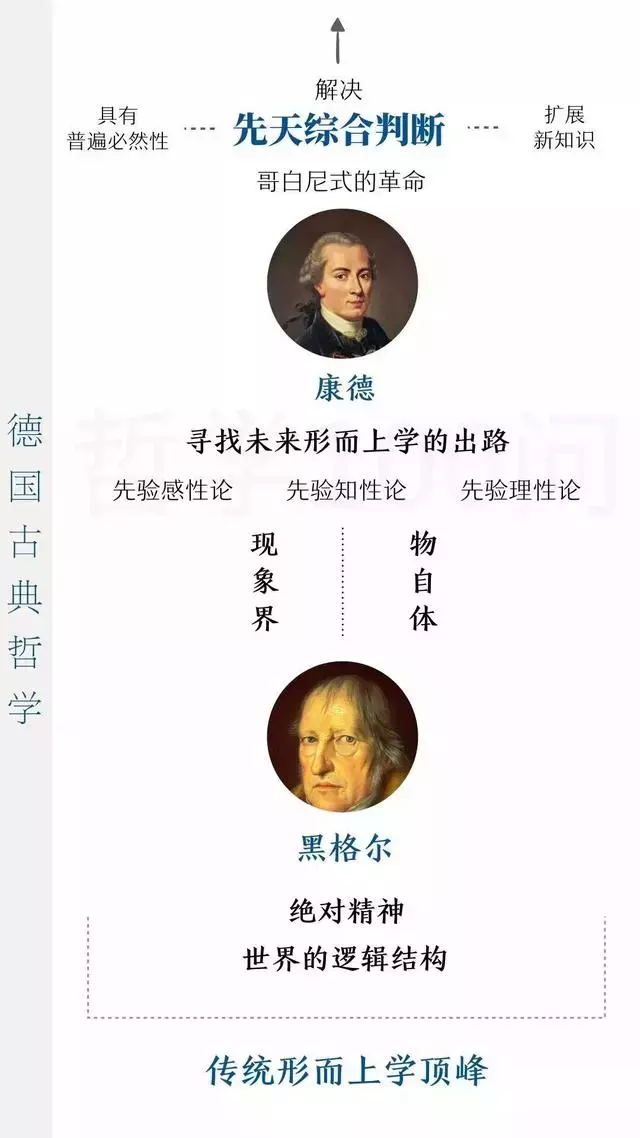 解决
具有
普遍必然性
先天综合判断
扩展
新知识
哥白尼式的革命
康德
寻找未来形而上学的出路
先验感性论 先验知性论 先验理性论
现象界
物自体
黑格尔
绝对精神
世界的逻辑结构
传统形而上学顶峰
德国古典哲学